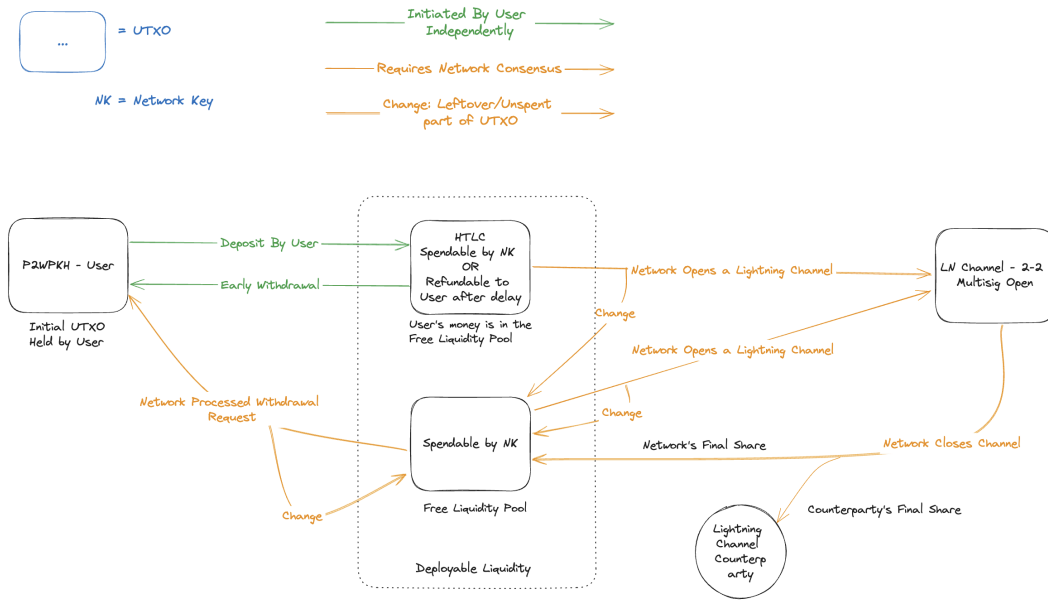 ...
= UTXO
NK = Network Key
Initiated By User
Independently
Requires Network Consensus
Change: Leftover/Unspent
part of UTXO
P2WPKH - User
Initial UTXO
Held by User
Deposit By User
Early Withdrawal
HTLC
Spendable by NK
OR
Refundable to
User after delay
User's money is in the
Free Liquidity Pool
Network Opens a Lightning Channel
Change
LN Channel - 2-2
Multisig Open
Network Opens a Lightning Channel
Change
Network Processed Withdrawal
Request
Change
Spendable by NK
Free Liquidity Pool
Network's Final Share
Network Closes Channel
Counterparty's Final Share
Lightning
Channel
Counterp
arty
Deployable Liquidity